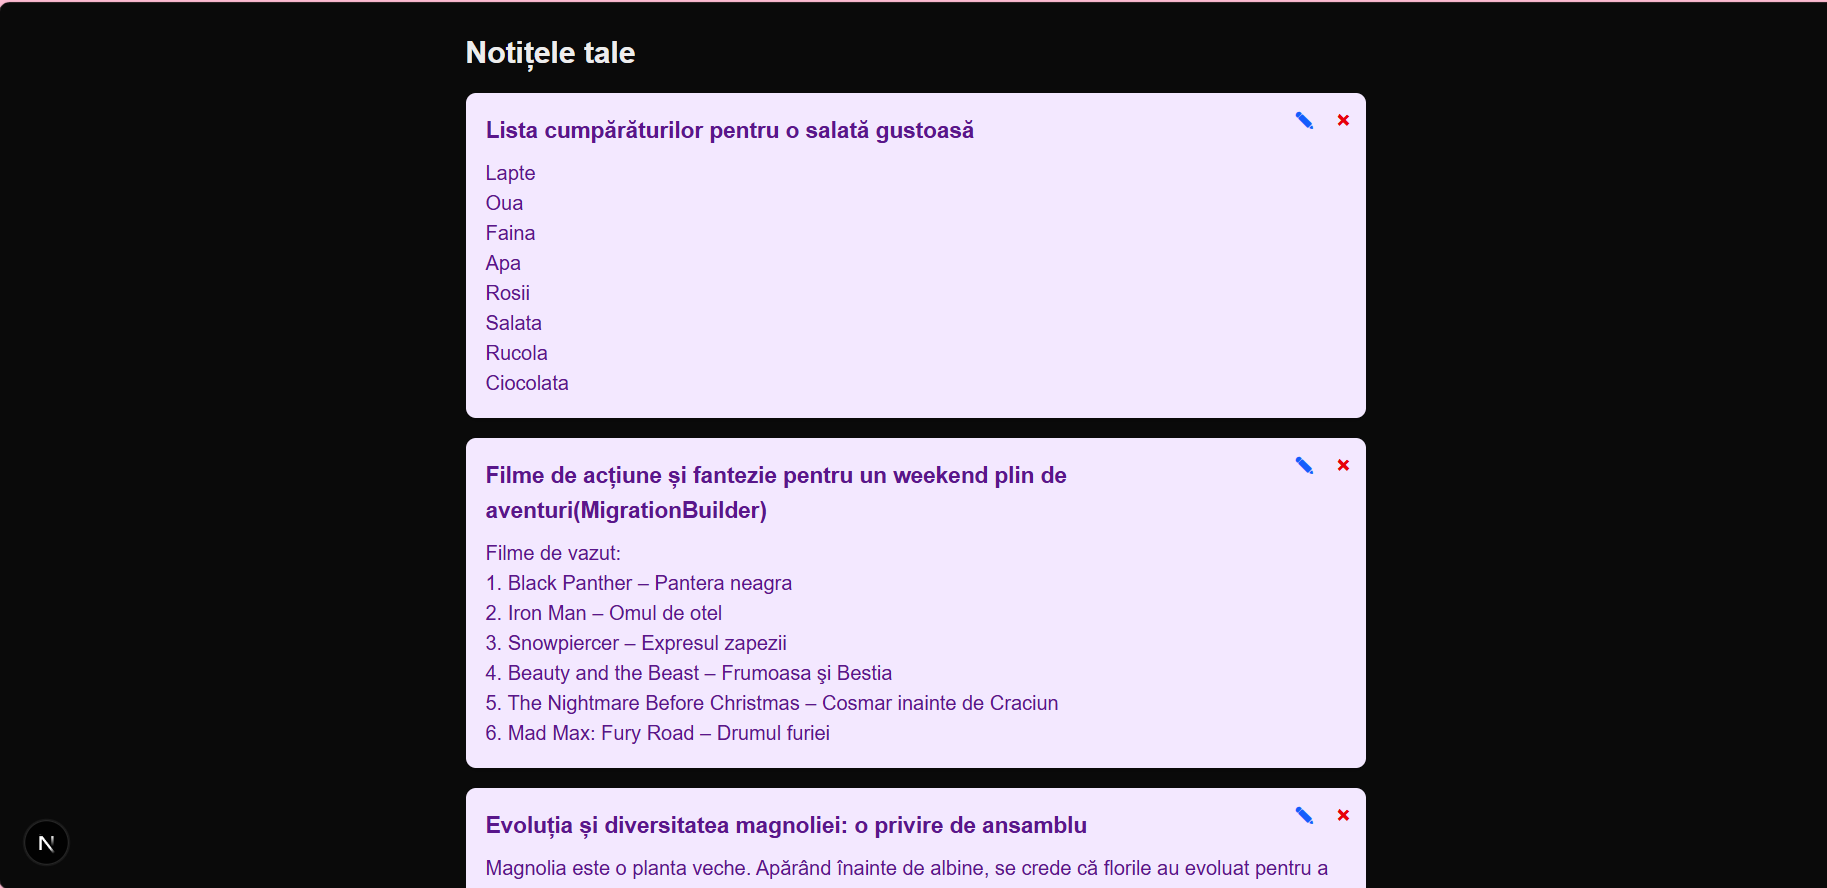 Notițele tale
Lista cumpărăturilor pentru o salată gustoasă
Lapte
Oua
Faina
Apa
Rosii
Salata
Rucola
Ciocolata
Filme de acțiune și fantezie pentru un weekend plin de
aventuri(MigrationBuilder)
Filme de vazut:
1. Black Panther – Pantera neagra
2. Iron Man – Omul de otel
3. Snowpiercer – Expresul zapezii
4. Beauty and the Beast – Frumoasa şi Bestia
5. The Nightmare Before Christmas – Cosmar inainte de Craciun
6. Mad Max: Fury Road – Drumul furiei
Evoluția și diversitatea magnoliei: o privire de ansamblu
Magnolia este o planta veche. Apărând înainte de albine, se crede că florile au evoluat pentru a
N